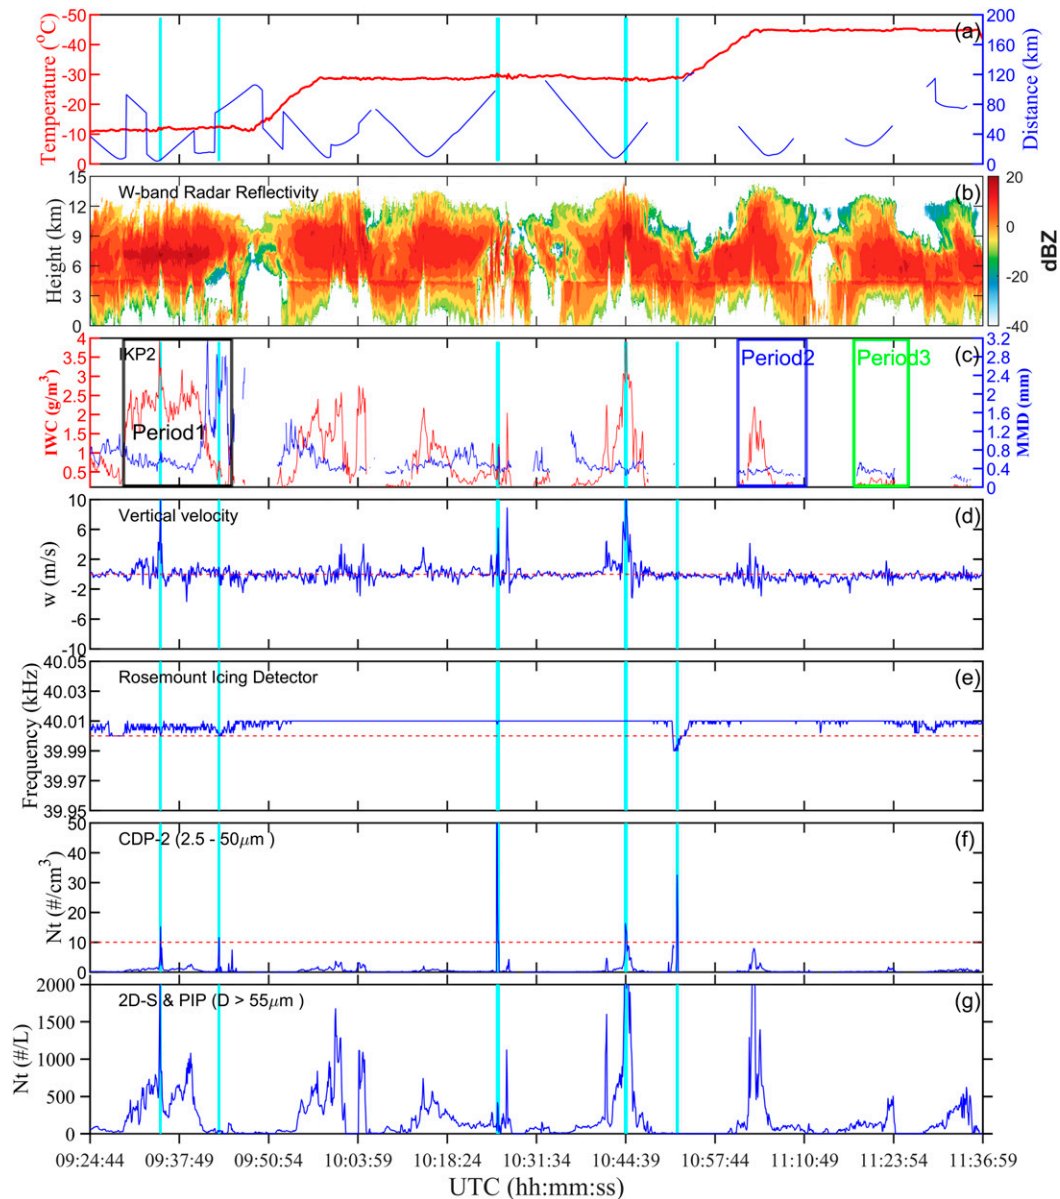 -50 200
-40 (a) 160
-30 120
-20 80
-10 40
0 0
Temperature (°C)
Distance (km)
15 W-band Radar Reflectivity (b) 20
12
9 0
6 -20
3
0 -40
Height (km)
dBZ
4 IKP2 Period2 Period3 (c) 3.2
3.5 2.8
3 2.4
2.5 2
2 Period1 1.6
1.5 1.2
1 0.8
0.5 0.4
0
IWC (g/m³)
MMD (mm)
10 Vertical velocity (d)
6
2
-2
-6
-10
w (m/s)
40.05 Rosemount Icing Detector (e)
40.03
40.01
39.99
39.97
39.95
Frequency (kHz)
50 CDP-2 (2.5 - 50μm ) (f)
40
30
20
10
0
Nt (#/cm³)
2000 2D-S & PIP (D > 55μm ) (g)
1500
1000
500
0
Nt (#/L)
09:24:44 09:37:49 09:50:54 10:03:59 10:18:24 10:31:34 10:44:39 10:57:44 11:10:49 11:23:54 11:36:59
UTC (hh:mm:ss)